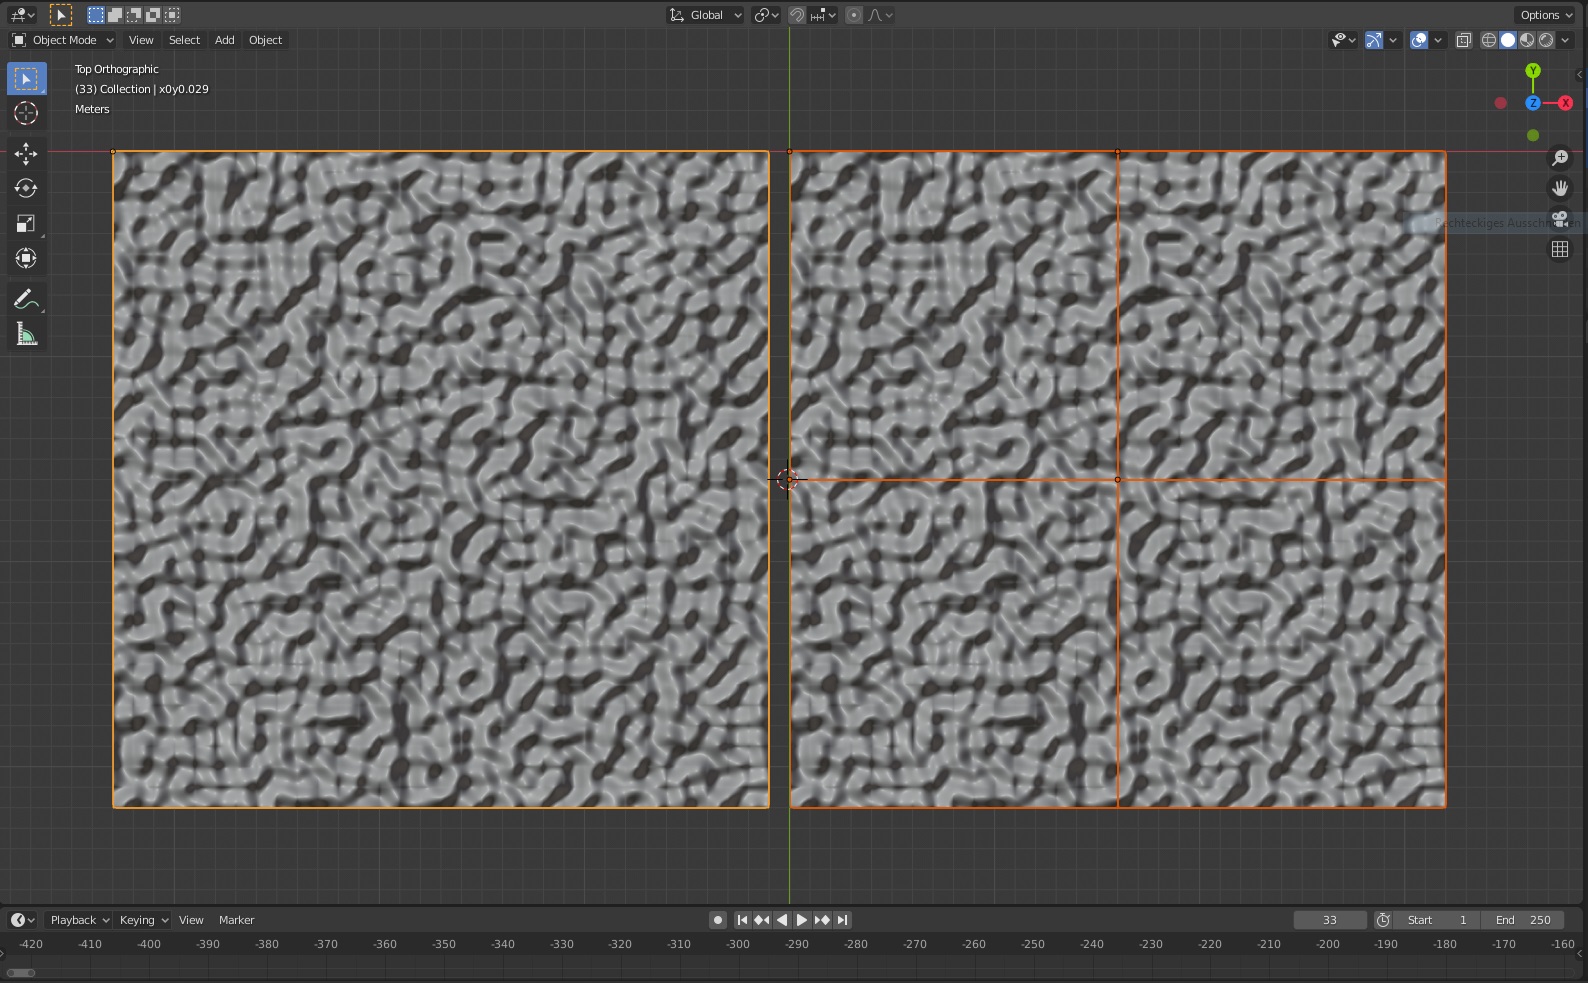 Global
Options
Object Mode View Select Add Object
Top Orthographic
(33) Collection | x0y0.029
Meters
Y
Z
X
Rechteckiges Aussch
Playback Keying View Marker
33 Start 1 End 250
-420 -410 -400 -390 -380 -370 -360 -350 -340 -330 -320 -310 -300 -290 -280 -270 -260 -250 -240 -230 -220 -210 -200 -190 -180 -170 -160